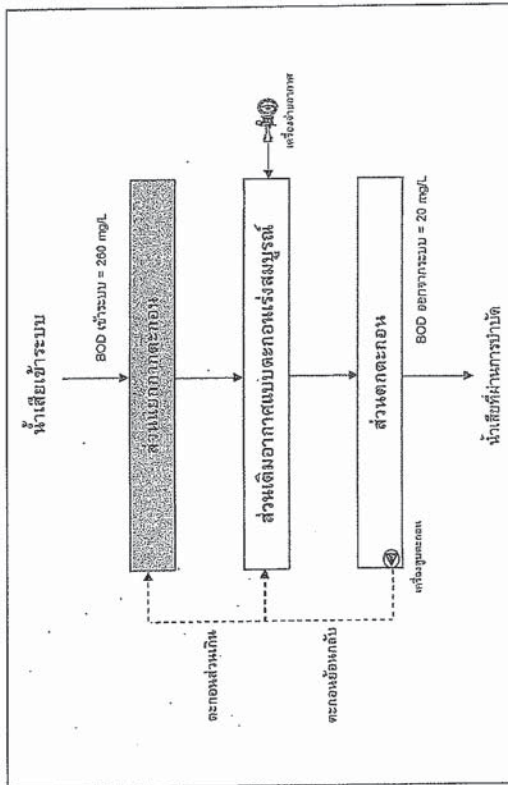 น้ำเสียเข้าระบบ
BOD เข้าระบบ = 260 mg/L
ส่วนแยกกากตะกอน
ส่วนเติมอากาศแบบตะกอนเร่งสมบูรณ์
เครื่องจ่ายอากาศ
ตะกอนส่วนเกิน
ตะกอนย้อนกลับ
ส่วนตกตะกอน
เครื่องสูบตะกอน
BOD ออกจากระบบ = 20 mg/L
น้ำเสียที่ผ่านการบำบัด